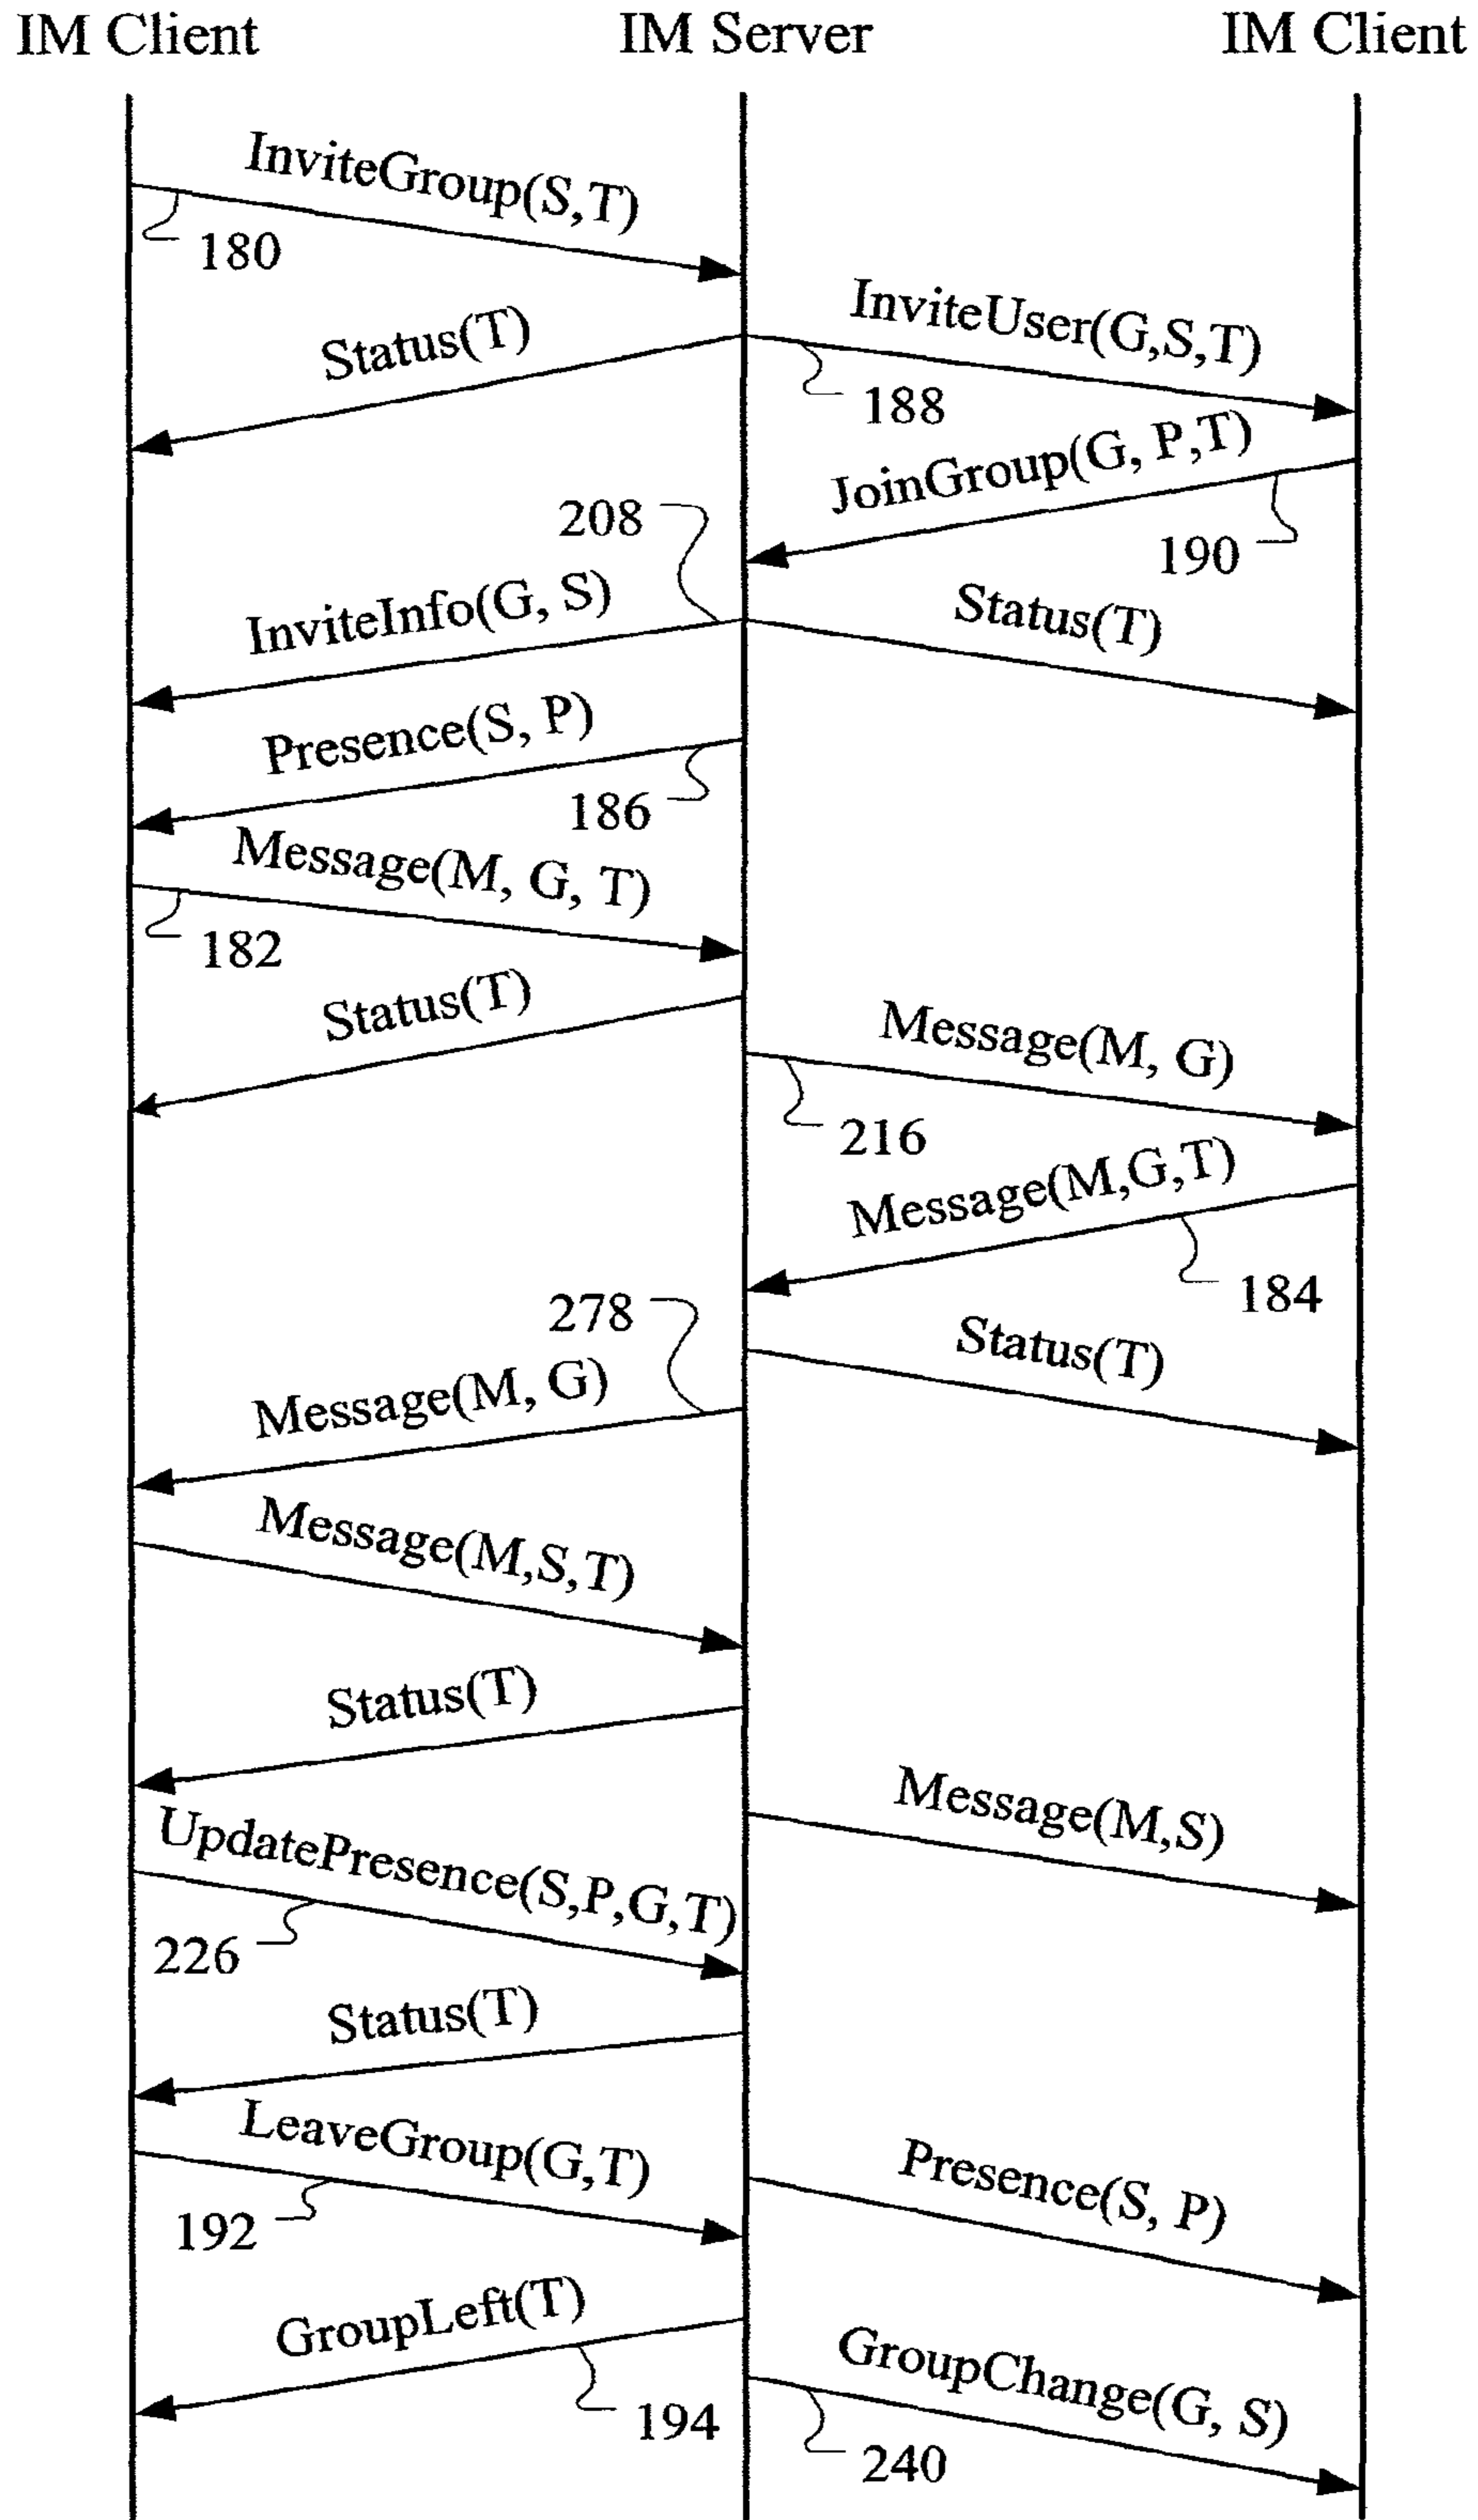 IM Client
IM Server
IM Client
InviteGroup(S,T)
180
InviteUser(G,S,T)
Status(T)
188
JoinGroup(G, P,T)
208
190
InviteInfo(G, S)
Status(T)
Presence(S, P)
186
Message(M, G, T)
182
Status(T)
Message(M, G)
216
Message(M,G,T)
184
278
Status(T)
Message(M, G)
Message(M,S,T)
Status(T)
Message(M,S)
UpdatePresence(S,P,G,T)
226
Status(T)
LeaveGroup(G,T)
Presence(S, P)
192
GroupLeft(T)
GroupChange(G, S)
194
240